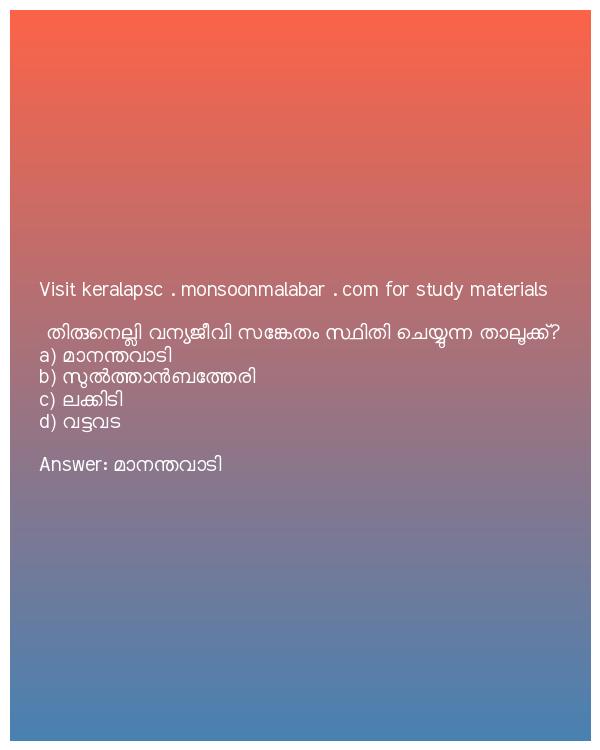 Visit keralapsc . monsoonmalabar . com for study materials
തിരുനെല്ലി വന്യജീവി സങ്കേതം സ്ഥിതി ചെയ്യുന്ന താലൂക്ക്?
a) മാനന്തവാടി
b) സുൽത്താൻബത്തേരി
c) ലക്കിടി
d) വട്ടവട
Answer: മാനന്തവാടി